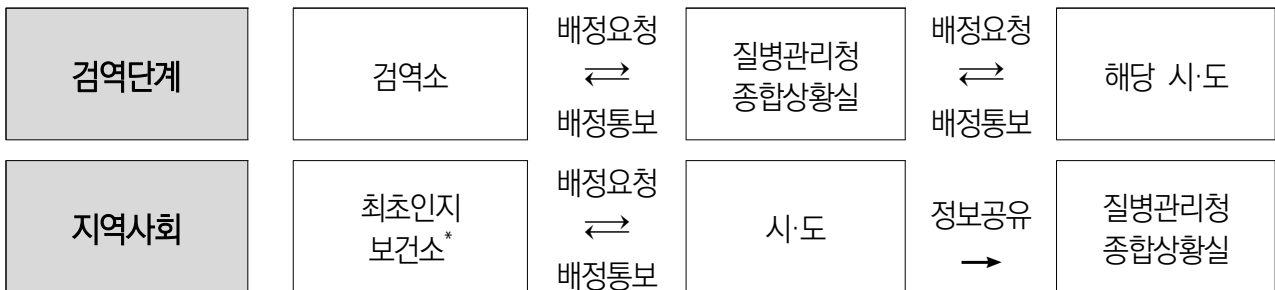 검역단계
검역소
배정요청
⇄
배정통보
질병관리청
종합상황실
배정요청
⇄
배정통보
해당 시·도
지역사회
최초인지
보건소*
배정요청
⇄
배정통보
시·도
정보공유
→
질병관리청
종합상황실